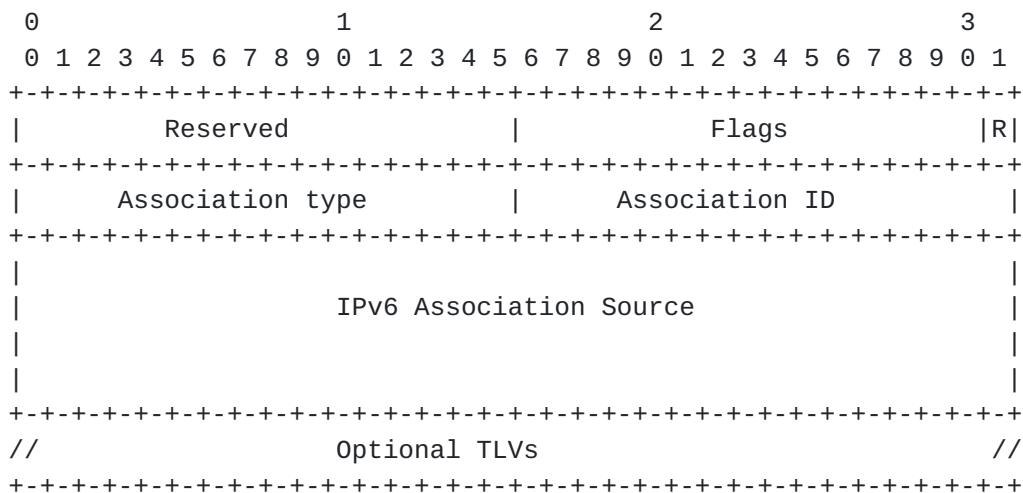 0                   1                   2                   3
 0 1 2 3 4 5 6 7 8 9 0 1 2 3 4 5 6 7 8 9 0 1 2 3 4 5 6 7 8 9 0 1
+-+-+-+-+-+-+-+-+-+-+-+-+-+-+-+-+-+-+-+-+-+-+-+-+-+-+-+-+-+-+-+-+
|         Reserved              |            Flags            |R|
+-+-+-+-+-+-+-+-+-+-+-+-+-+-+-+-+-+-+-+-+-+-+-+-+-+-+-+-+-+-+-+-+
|      Association type         |      Association ID           |
+-+-+-+-+-+-+-+-+-+-+-+-+-+-+-+-+-+-+-+-+-+-+-+-+-+-+-+-+-+-+-+-+
|                                                               |
|                    IPv6 Association Source                    |
|                                                               |
|                                                               |
+-+-+-+-+-+-+-+-+-+-+-+-+-+-+-+-+-+-+-+-+-+-+-+-+-+-+-+-+-+-+-+-+
//                   Optional TLVs                             //
+-+-+-+-+-+-+-+-+-+-+-+-+-+-+-+-+-+-+-+-+-+-+-+-+-+-+-+-+-+-+-+-+